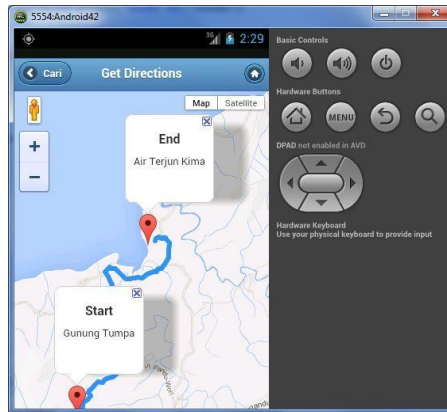 5554:Android42
3G 2:29
Cari
Get Directions
Map Satellite
End
Air Terjun Kima
Start
Gunung Tumpa
Basic Controls
Hardware Buttons
MENU
DPAD not enabled in AVD
Hardware Keyboard
Use your physical keyboard to provide input